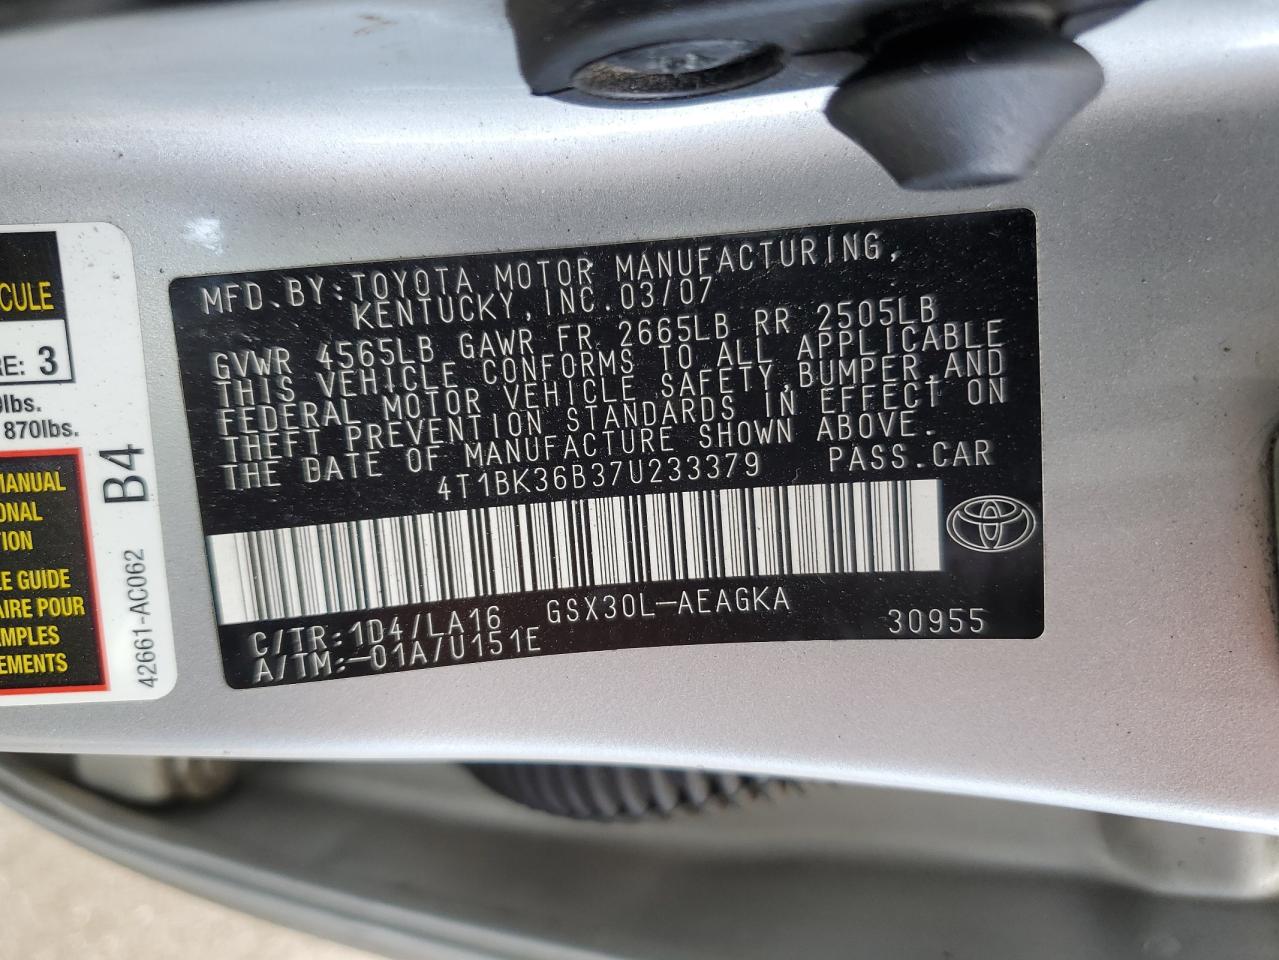 CULE
RE: 3
lbs.
870lbs.
MANUAL
ONAL
TION
E GUIDE
AIRE POUR
EMPLES
EMENTS
B4
42661-AC062
MFD.BY:TOYOTA MOTOR MANUFACTURING,
KENTUCKY,INC.03/07
GVWR 4565LB GAWR FR 2665LB RR 2505LB
THIS VEHICLE CONFORMS TO ALL APPLICABLE
FEDERAL MOTOR VEHICLE SAFETY,BUMPER,AND
THEFT PREVENTION STANDARDS IN EFFECT ON
THE DATE OF MANUFACTURE SHOWN ABOVE.
4T1BK36B37U233379 PASS.CAR
C/TR:1D4/LA16 GSX30L-AEAGKA
A/TM:-01A/U151E 30955